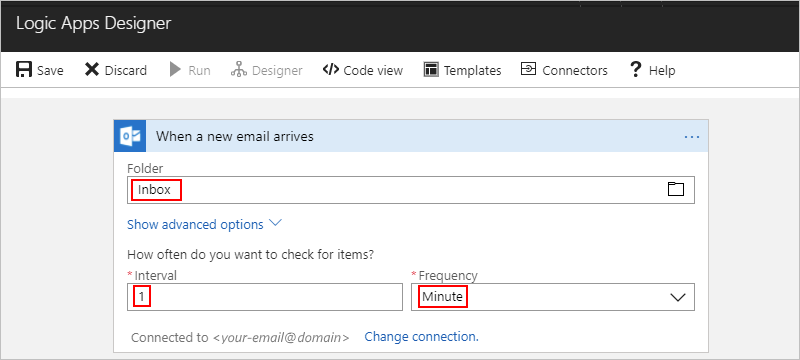 Logic Apps Designer
Save Discard Run Designer Code view Templates Connectors ? Help
When a new email arrives ...
Folder
Inbox
Show advanced options
How often do you want to check for items?
* Interval * Frequency
1 Minute
Connected to <your-email@domain> Change connection.